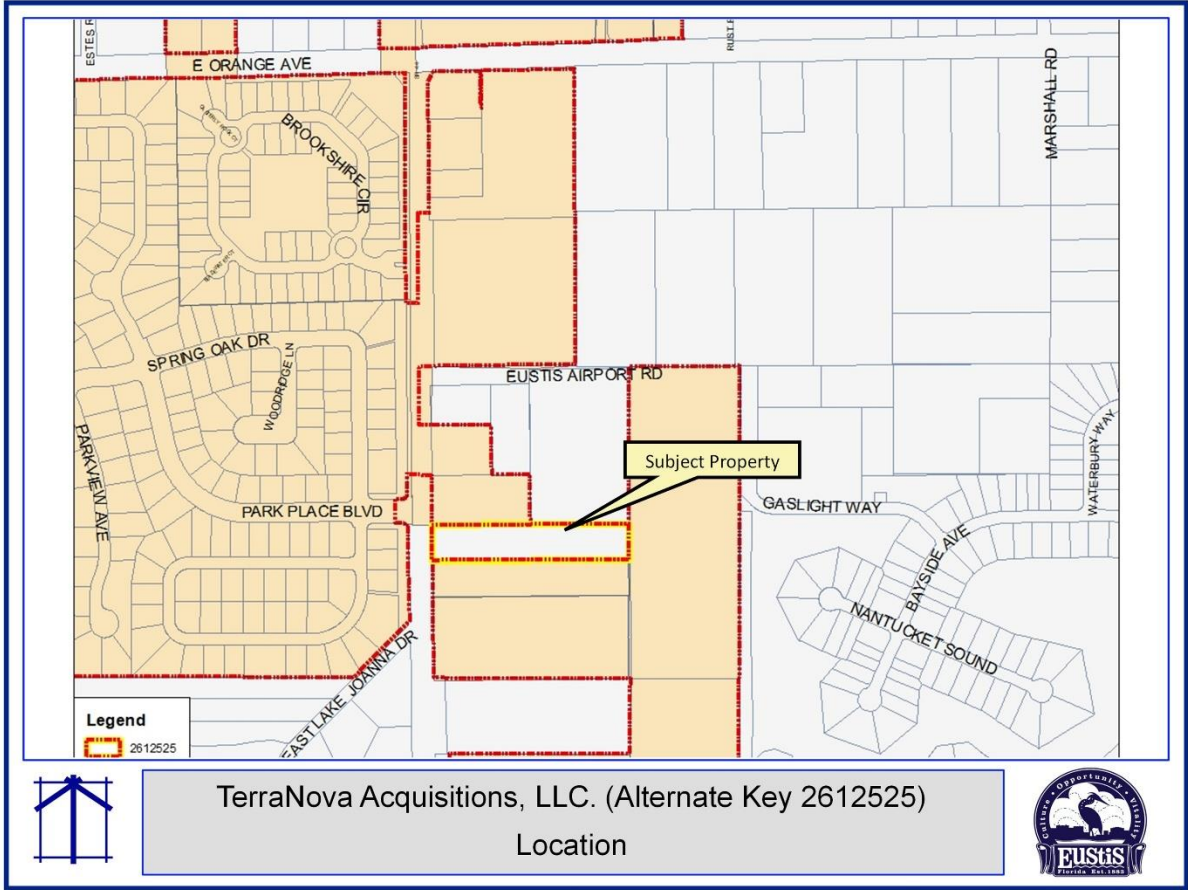 ESTES R
E ORANGE AVE
SR 44
BROOKSHIRE CIR
MARSHALL RD
SPRING OAK DR
WOODRIDGE LN
EUSTIS AIRPORT RD
PARKVIEW AVE
Subject Property
WATERBURY WAY
PARK PLACE BLVD
GASLIGHT WAY
BAYSIDE AVE
NANTUCKET SOUND
EAST LAKE JOANNA DR
Legend
2612525
TerraNova Acquisitions, LLC. (Alternate Key 2612525)
Location
Culture • Opportunity • Vitality
EUSTIS
Florida Est. 1883